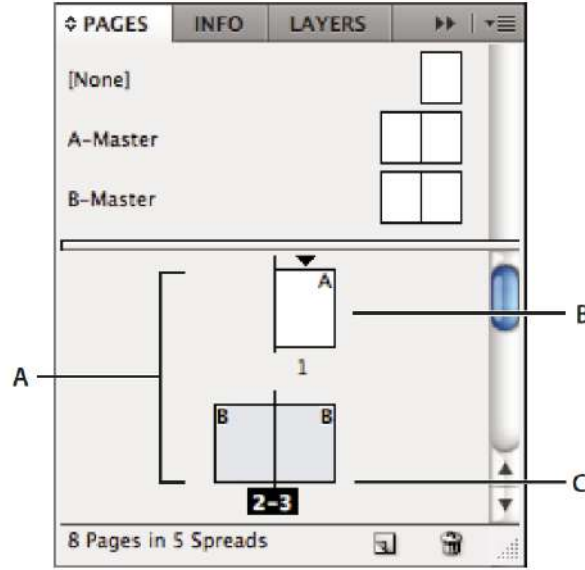 PAGES INFO LAYERS
[None]
A-Master
B-Master
A
B
1
A
B B
C
2-3
8 Pages in 5 Spreads